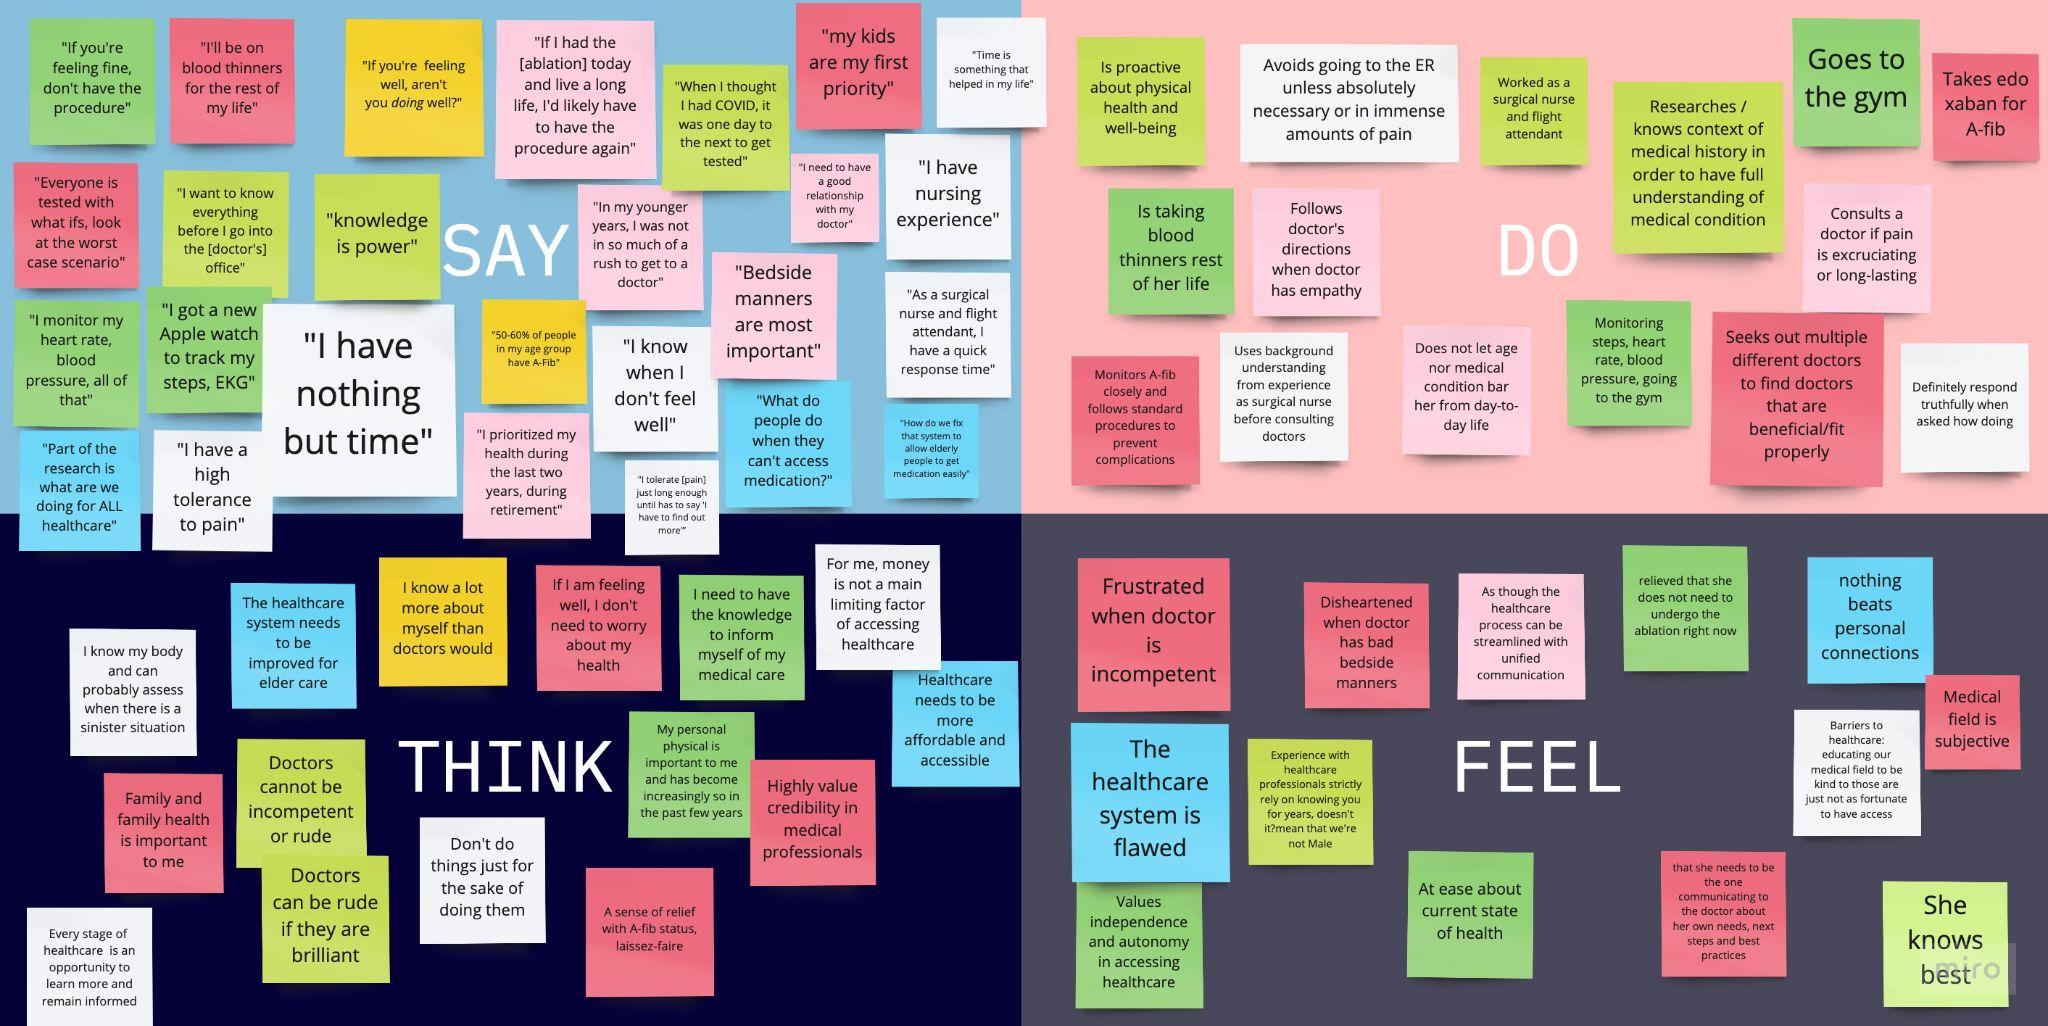 "If you're
feeling fine,
don't have the
procedure"
"I'll be on
blood thinners
for the rest of
my life"
"If you're  feeling
well, aren't
you doing well?"
"If I had the
[ablation] today
and live a long
life, I'd likely have
to have the
procedure again"
"When I thought
I had COVID, it
was one day to
the next to get
tested"
"my kids
are my first
priority"
"Time is
something that
helped in my life"
"Everyone is
tested with
what ifs, look
at the worst
case scenario"
"I want to know
everything
before I go into
the [doctor's]
office"
"knowledge
is power"
SAY
"In my younger
years, I was not
in so much of a
rush to get to a
doctor"
"I need to have
a good
relationship
with my
doctor"
"I have
nursing
experience"
"I monitor my
heart rate,
blood
pressure, all of
that"
"I got a new
Apple watch
to track my
steps, EKG"
"I have
nothing
but time"
"50-60% of people
in my age group
have A-Fib"
"I know
when I
don't feel
well"
"Bedside
manners
are most
important"
"As a surgical
nurse and flight
attendant, I
have a quick
response time"
"Part of the
research is
what are we
doing for ALL
healthcare"
"I have a
high
tolerance
to pain"
"I prioritized my
health during
the last two
years, during
retirement"
"I tolerate [pain]
just long enough
until has to say 'I
have to find out
more'"
"What do
people do
when they
can't access
medication?"
"How do we fix
that system to
allow elderly
people to get
medication easily"
Is proactive
about physical
health and
well-being
Avoids going to the ER
unless absolutely
necessary or in immense
amounts of pain
Worked as a
surgical nurse
and flight
attendant
Researches /
knows context of
medical history in
order to have full
understanding of
medical condition
Goes to
the gym
Takes edo
xaban for
A-fib
Is taking
blood
thinners rest
of her life
Follows
doctor's
directions
when doctor
has empathy
DO
Consults a
doctor if pain
is excruciating
or long-lasting
Monitors A-fib
closely and
follows standard
procedures to
prevent
complications
Uses background
understanding
from experience
as surgical nurse
before consulting
doctors
Does not let age
nor medical
condition bar
her from day-to-
day life
Monitoring
steps, heart
rate, blood
pressure, going
to the gym
Seeks out multiple
different doctors
to find doctors
that are
beneficial/fit
properly
Definitely respond
truthfully when
asked how doing
I know my body
and can
probably assess
when there is a
sinister situation
The healthcare
system needs
to be
improved for
elder care
I know a lot
more about
myself than
doctors would
If I am feeling
well, I don't
need to worry
about my
health
I need to have
the knowledge
to inform
myself of my
medical care
For me, money
is not a main
limiting factor
of accessing
healthcare
Healthcare
needs to be
more
affordable and
accessible
Family and
family health
is important
to me
Doctors
cannot be
incompetent
or rude
THINK
My personal
physical is
important to me
and has become
increasingly so in
the past few years
Highly value
credibility in
medical
professionals
Doctors
can be rude
if they are
brilliant
Don't do
things just for
the sake of
doing them
A sense of relief
with A-fib status,
laissez-faire
Every stage of
healthcare  is an
opportunity to
learn more and
remain informed
Frustrated
when doctor
is
incompetent
Disheartened
when doctor
has bad
bedside
manners
As though the
healthcare
process can be
streamlined with
unified
communication
relieved that she
does not need to
undergo the
ablation right now
nothing
beats
personal
connections
Medical
field is
subjective
The
healthcare
system is
flawed
Experience with
healthcare
professionals strictly
rely on knowing you
for years, doesn't
it?mean that we're
not Male
FEEL
Barriers to
healthcare:
educating our
medical field to be
kind to those are
just not as fortunate
to have access
Values
independence
and autonomy
in accessing
healthcare
At ease about
current state
of health
that she needs to be
the one
communicating to
the doctor about
her own needs, next
steps and best
practices
She
knows
best
miro